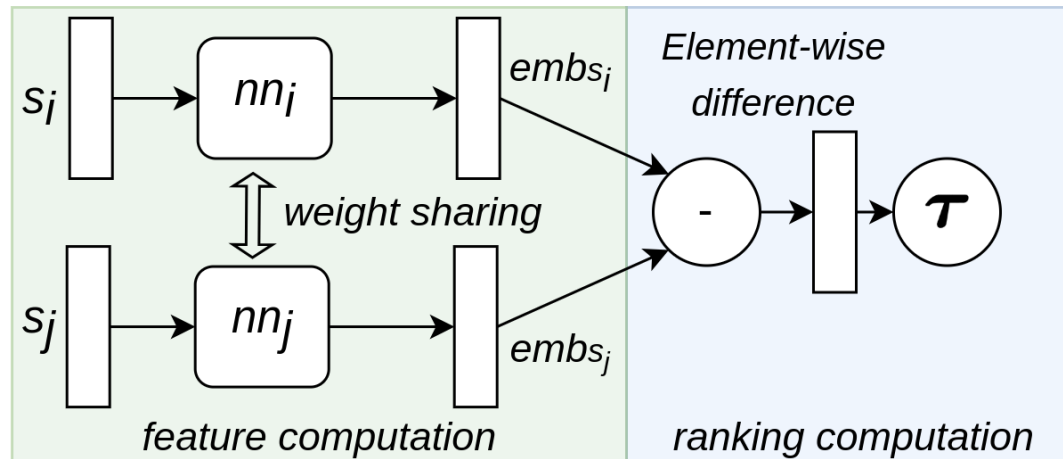 s_i
nn_i
emb_{s_i}
weight sharing
s_j
nn_j
emb_{s_j}
feature computation
Element-wise
difference
-
τ
ranking computation